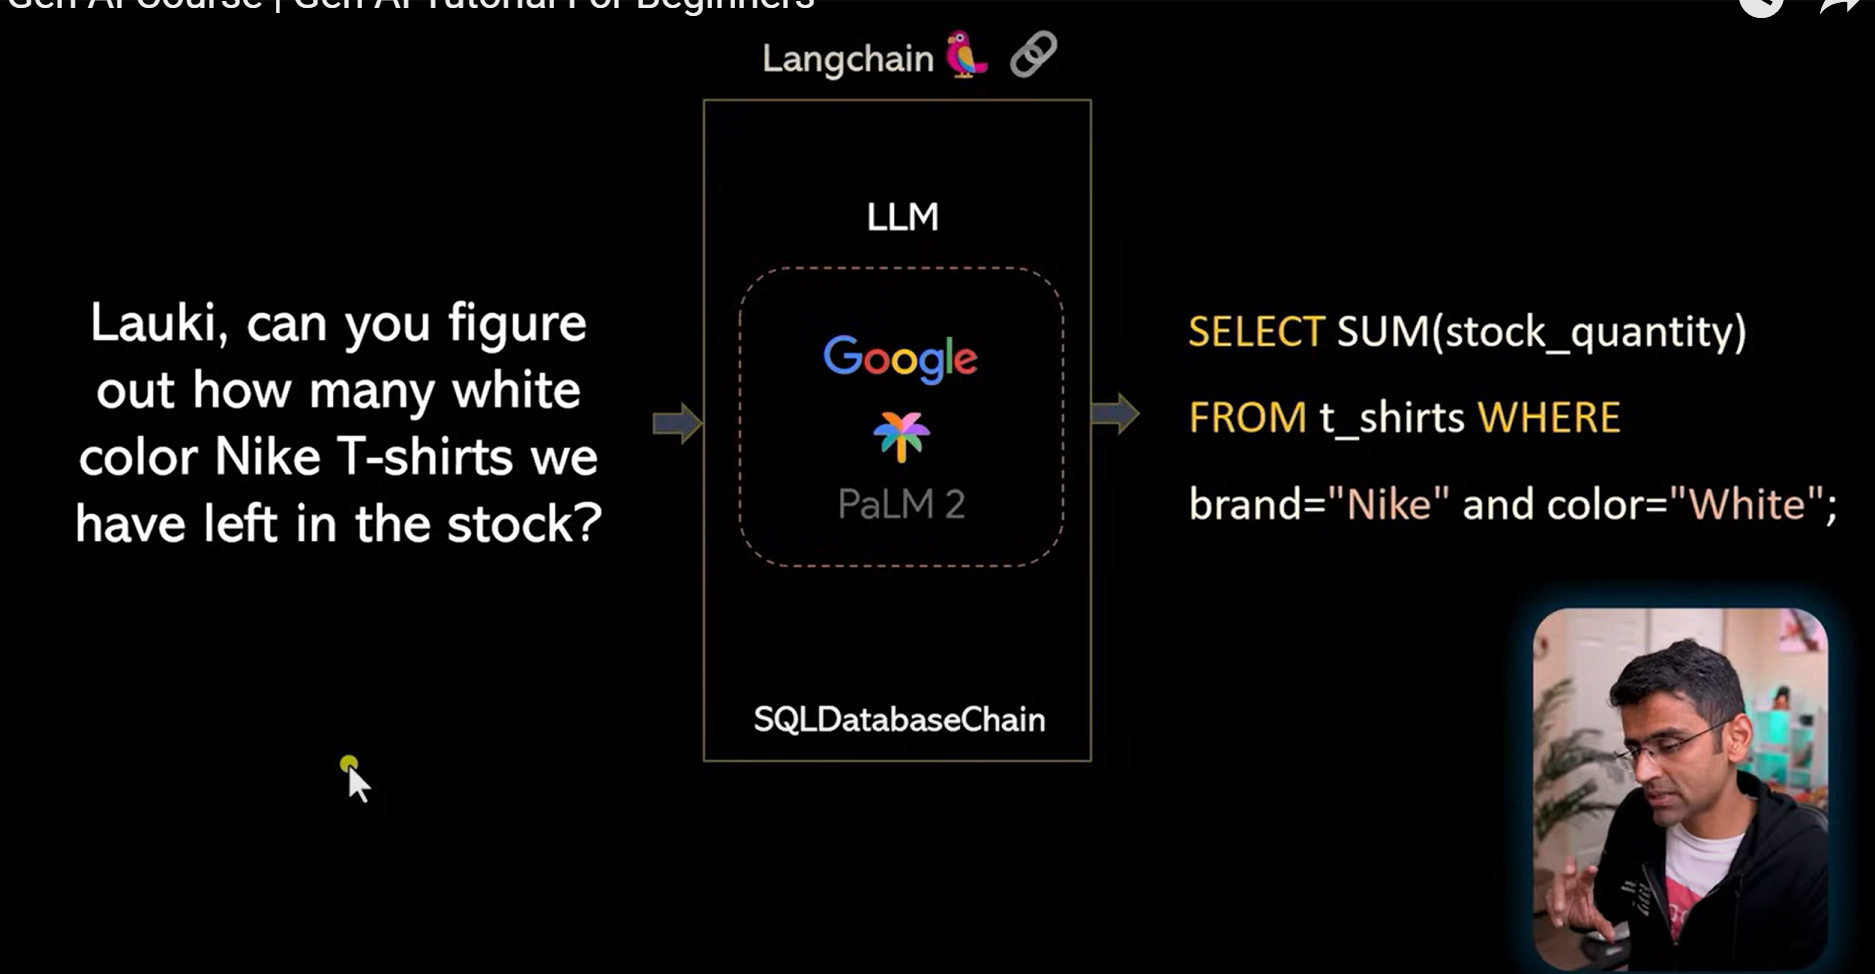 Gen AI Course | Gen AI Tutorial For Beginners
Langchain
LLM
Lauki, can you figure
out how many white
color Nike T-shirts we
have left in the stock?
Google
PaLM 2
SELECT SUM(stock_quantity)
FROM t_shirts WHERE
brand="Nike" and color="White";
SQLDatabaseChain